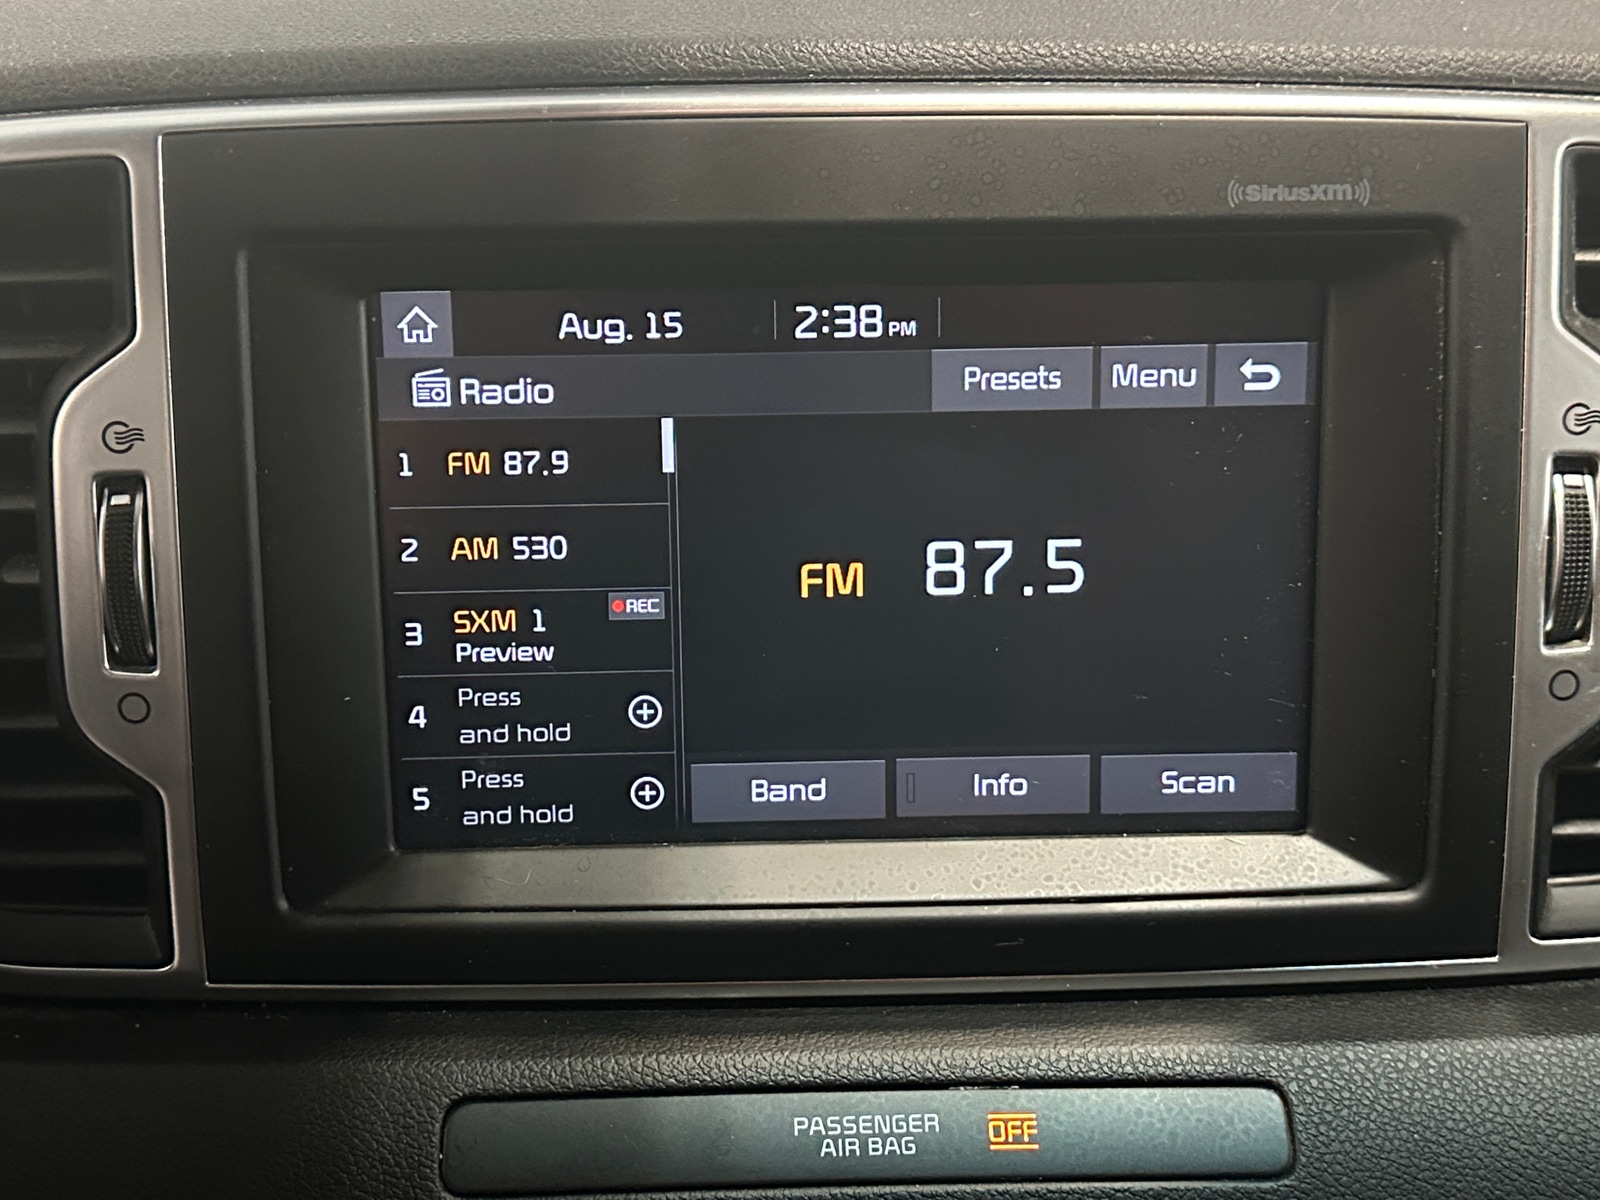 SiriusXM
Aug. 15 2:38 PM
Radio Presets Menu
1 FM 87.9
2 AM 530
3 SXM 1 REC
Preview
4 Press
and hold
5 Press
and hold
FM 87.5
Band Info Scan
PASSENGER
AIR BAG OFF